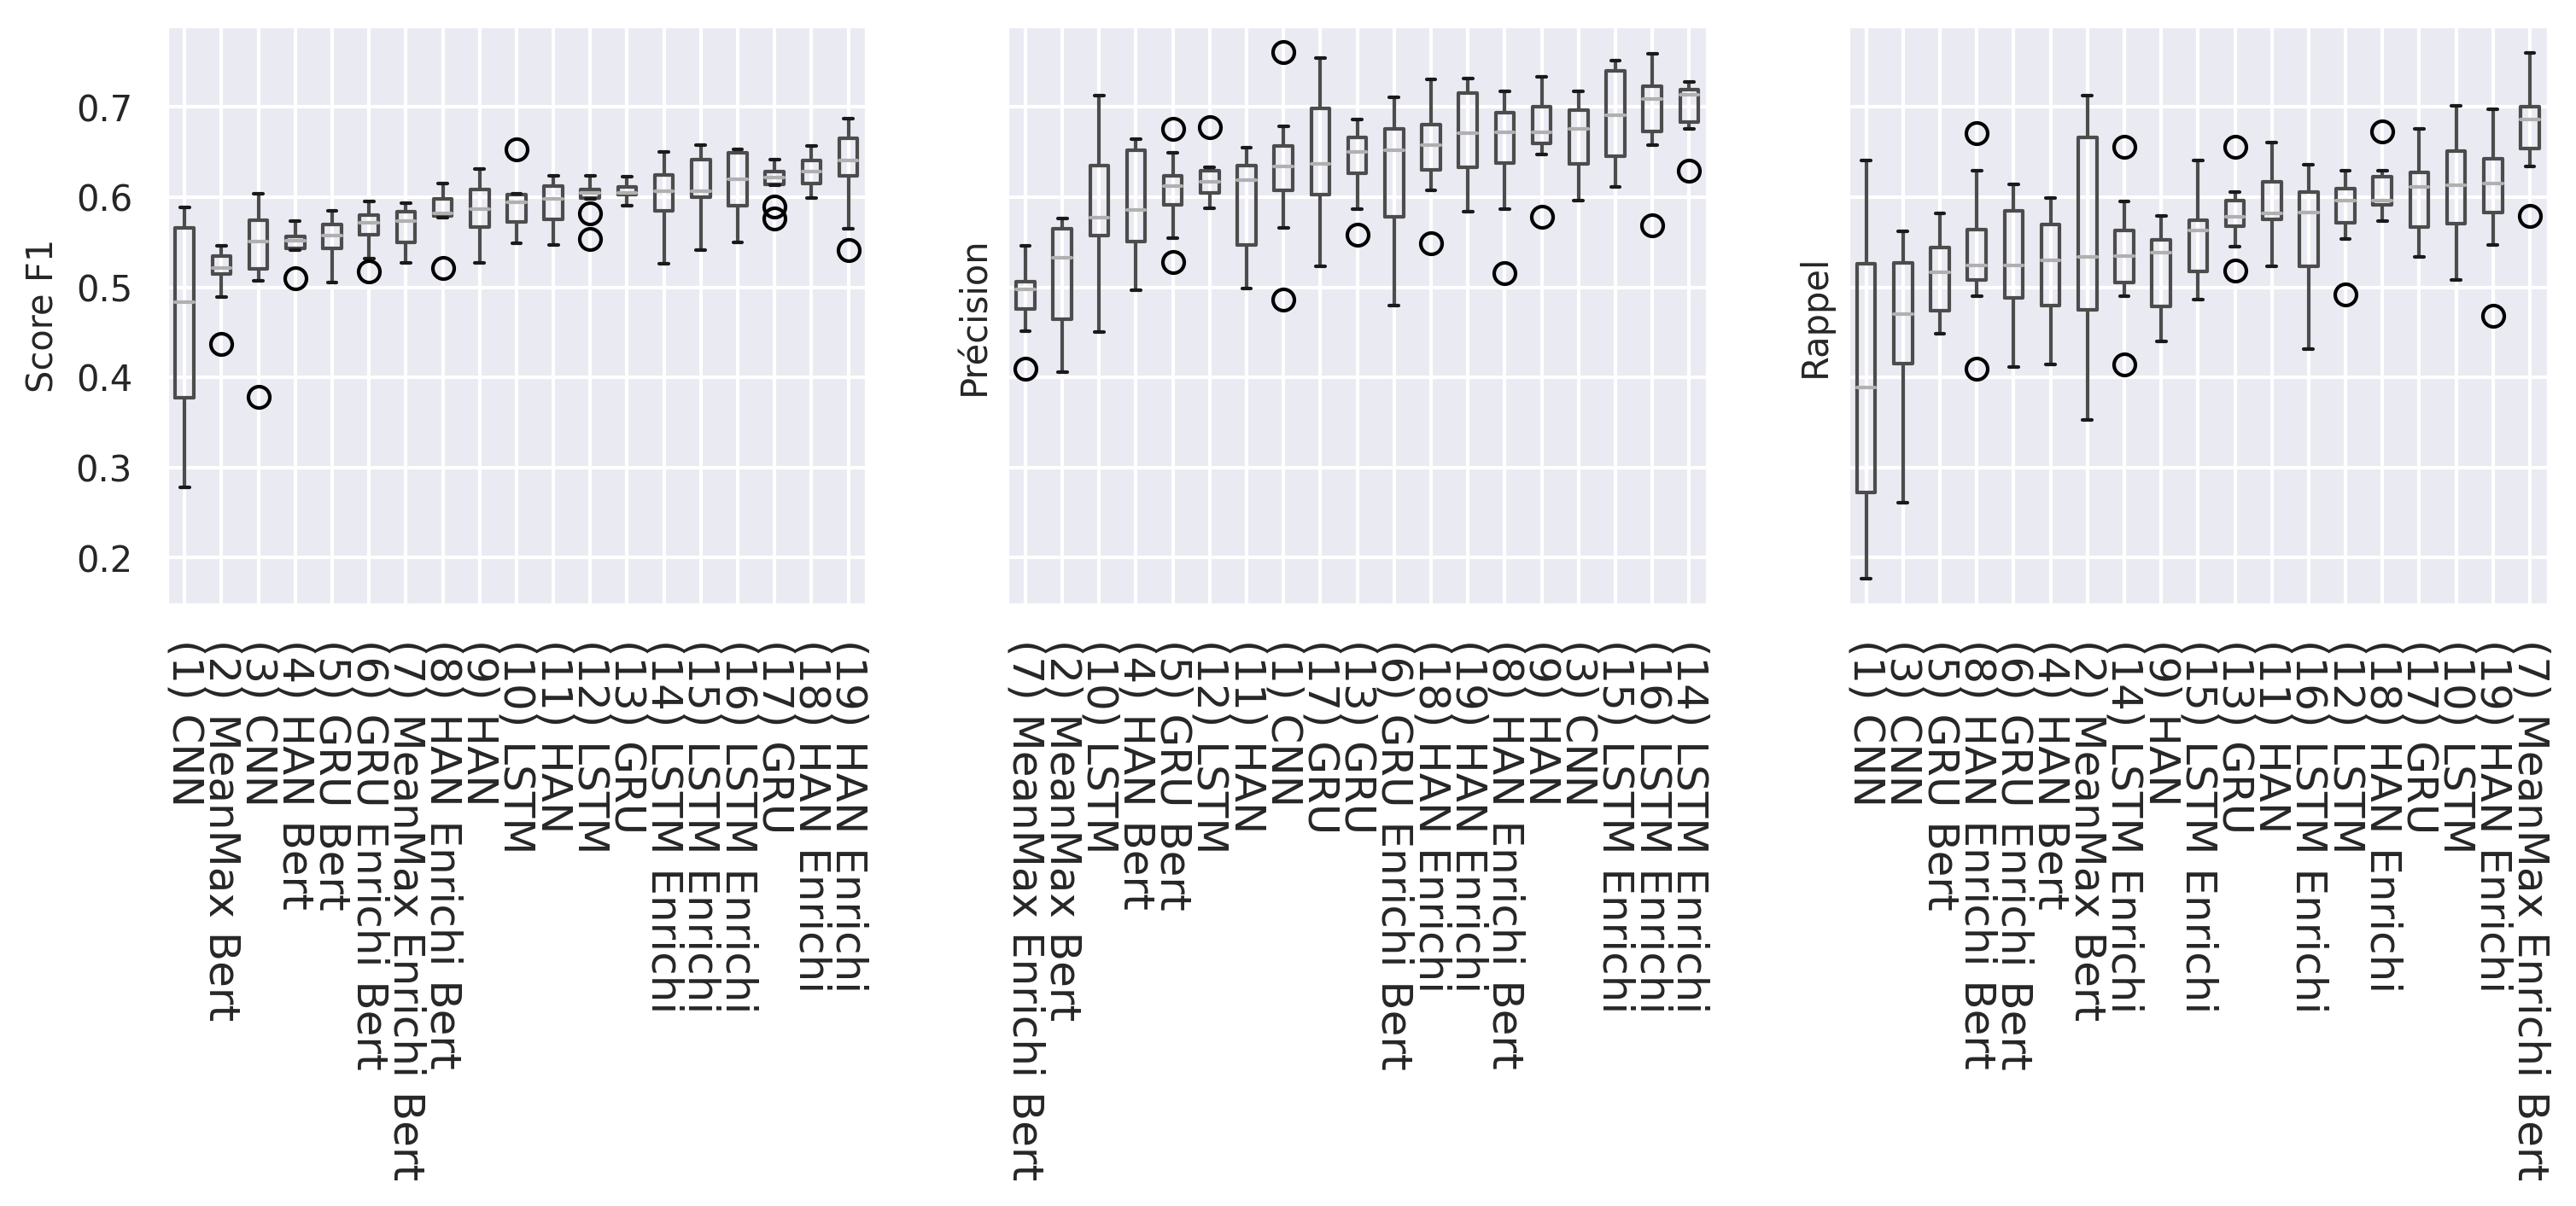 Score F1
0.7
0.6
0.5
0.4
0.3
0.2
(1) CNN
(2) MeanMax Bert
(3) CNN
(4) HAN Bert
(5) GRU Bert
(6) GRU Enrichi Bert
(7) MeanMax Enrichi Bert
(8) HAN Enrichi Bert
(9) HAN
(10) LSTM
(11) HAN
(12) LSTM
(13) GRU
(14) LSTM Enrichi
(15) LSTM Enrichi
(16) LSTM Enrichi
(17) GRU
(18) HAN Enrichi
(19) HAN Enrichi
Précision
(7) MeanMax Enrichi Bert
(2) MeanMax Bert
(10) LSTM
(4) HAN Bert
(5) GRU Bert
(12) LSTM
(11) HAN
(1) CNN
(17) GRU
(13) GRU
(6) GRU Enrichi Bert
(18) HAN Enrichi
(19) HAN Enrichi
(8) HAN Enrichi Bert
(9) HAN
(3) CNN
(15) LSTM Enrichi
(16) LSTM Enrichi
(14) LSTM Enrichi
Rappel
(1) CNN
(3) CNN
(5) GRU Bert
(8) HAN Enrichi Bert
(6) GRU Enrichi Bert
(4) HAN Bert
(2) MeanMax Bert
(14) LSTM Enrichi
(9) HAN
(15) LSTM Enrichi
(13) GRU
(11) HAN
(16) LSTM Enrichi
(12) LSTM
(18) HAN Enrichi
(17) GRU
(10) LSTM
(19) HAN Enrichi
(7) MeanMax Enrichi Bert